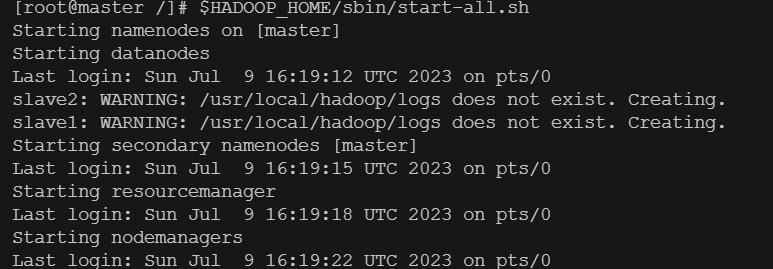 [root@master /]# $HADOOP_HOME/sbin/start-all.sh
Starting namenodes on [master]
Starting datanodes
Last login: Sun Jul  9 16:19:12 UTC 2023 on pts/0
slave2: WARNING: /usr/local/hadoop/logs does not exist. Creating.
slave1: WARNING: /usr/local/hadoop/logs does not exist. Creating.
Starting secondary namenodes [master]
Last login: Sun Jul  9 16:19:15 UTC 2023 on pts/0
Starting resourcemanager
Last login: Sun Jul  9 16:19:18 UTC 2023 on pts/0
Starting nodemanagers
Last login: Sun Jul  9 16:19:22 UTC 2023 on pts/0